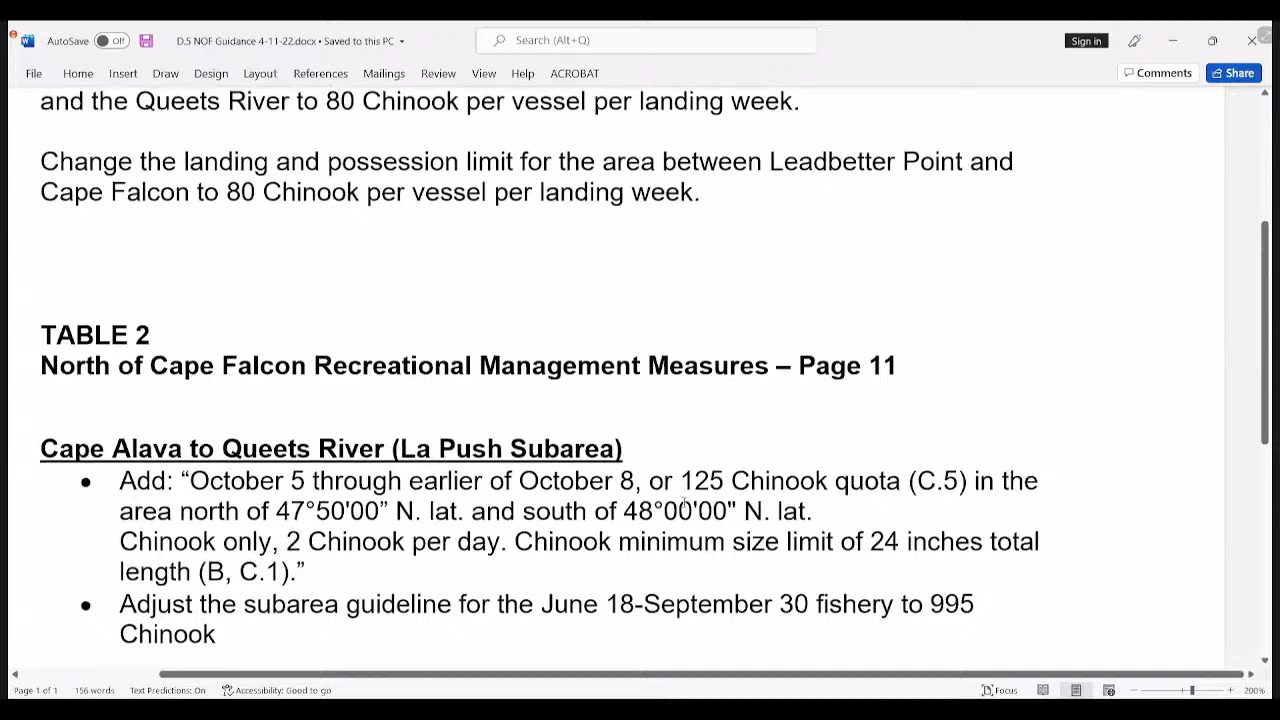 AutoSave Off D.5 NOF Guidance 4-11-22.docx • Saved to this PC Search (Alt+Q) Sign in
File Home Insert Draw Design Layout References Mailings Review View Help ACROBAT Comments Share
and the Queets River to 80 Chinook per vessel per landing week.
Change the landing and possession limit for the area between Leadbetter Point and
Cape Falcon to 80 Chinook per vessel per landing week.
TABLE 2
North of Cape Falcon Recreational Management Measures – Page 11
Cape Alava to Queets River (La Push Subarea)
• Add: “October 5 through earlier of October 8, or 125 Chinook quota (C.5) in the
area north of 47°50'00” N. lat. and south of 48°00'00" N. lat.
Chinook only, 2 Chinook per day. Chinook minimum size limit of 24 inches total
length (B, C.1).”
• Adjust the subarea guideline for the June 18-September 30 fishery to 995
Chinook
Page 1 of 1 156 words Text Predictions: On Accessibility: Good to go Focus 200%